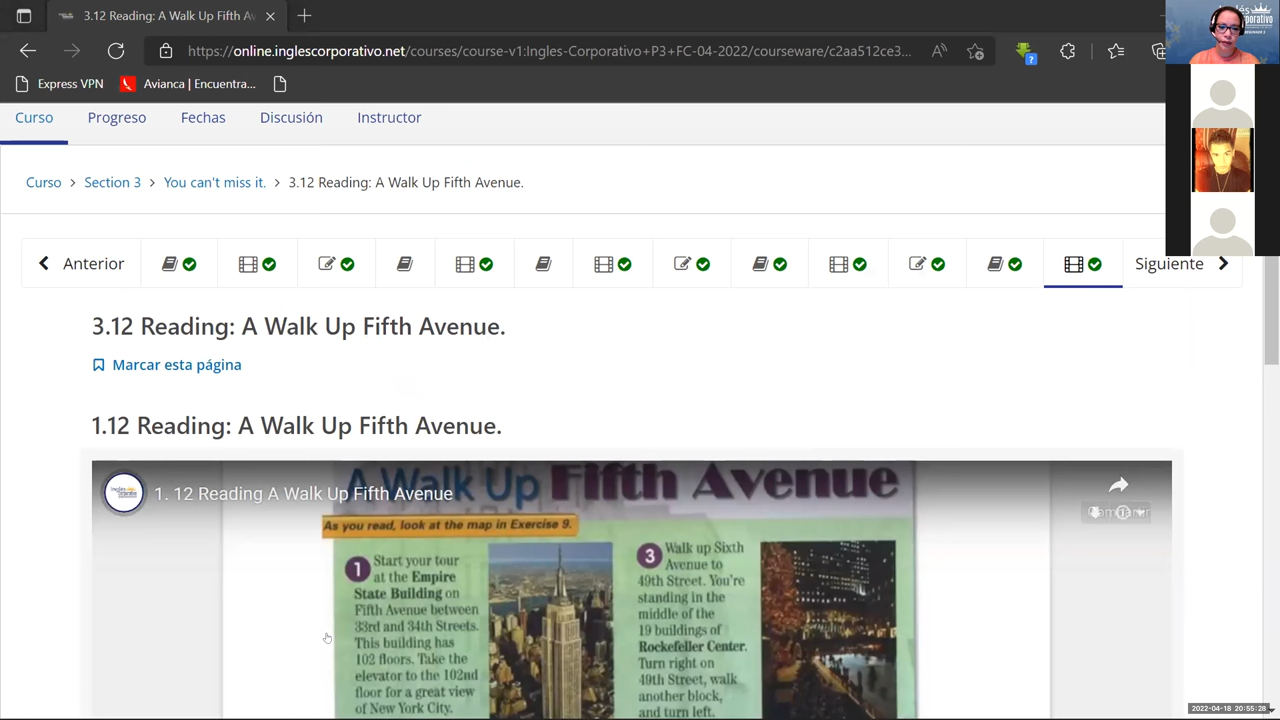 3.12 Reading: A Walk Up Fifth Av
https://online.inglescorporativo.net/courses/course-v1:Ingles-Corporativo+P3+FC-04-2022/courseware/c2aa512ce3...
Express VPN
Avianca | Encuentra...
Curso
Progreso
Fechas
Discusión
Instructor
Curso > Section 3 > You can't miss it. > 3.12 Reading: A Walk Up Fifth Avenue.
Anterior
Siguiente
3.12 Reading: A Walk Up Fifth Avenue.
Marcar esta página
1.12 Reading: A Walk Up Fifth Avenue.
1. 12 Reading A Walk Up Fifth Avenue
A Walk Up Fifth Avenue
As you read, look at the map in Exercise 9.
1 Start your tour
at the Empire
State Building on
Fifth Avenue between
33rd and 34th Streets.
This building has
102 floors. Take the
elevator to the 102nd
floor for a great view
of New York City.
3 Walk up Sixth
Avenue to
49th Street. You're
standing in the
middle of the
19 buildings of
Rockefeller Center.
Turn right on
49th Street, walk
another block,
and turn left.
2022-04-18 20:55:28